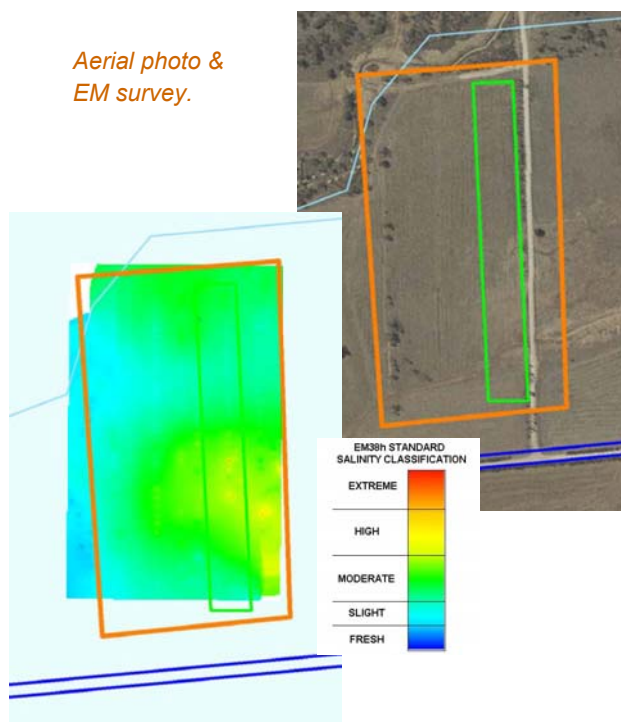 Aerial photo &
EM survey.
EM38h STANDARD
SALINITY CLASSIFICATION
EXTREME
HIGH
MODERATE
SLIGHT
FRESH